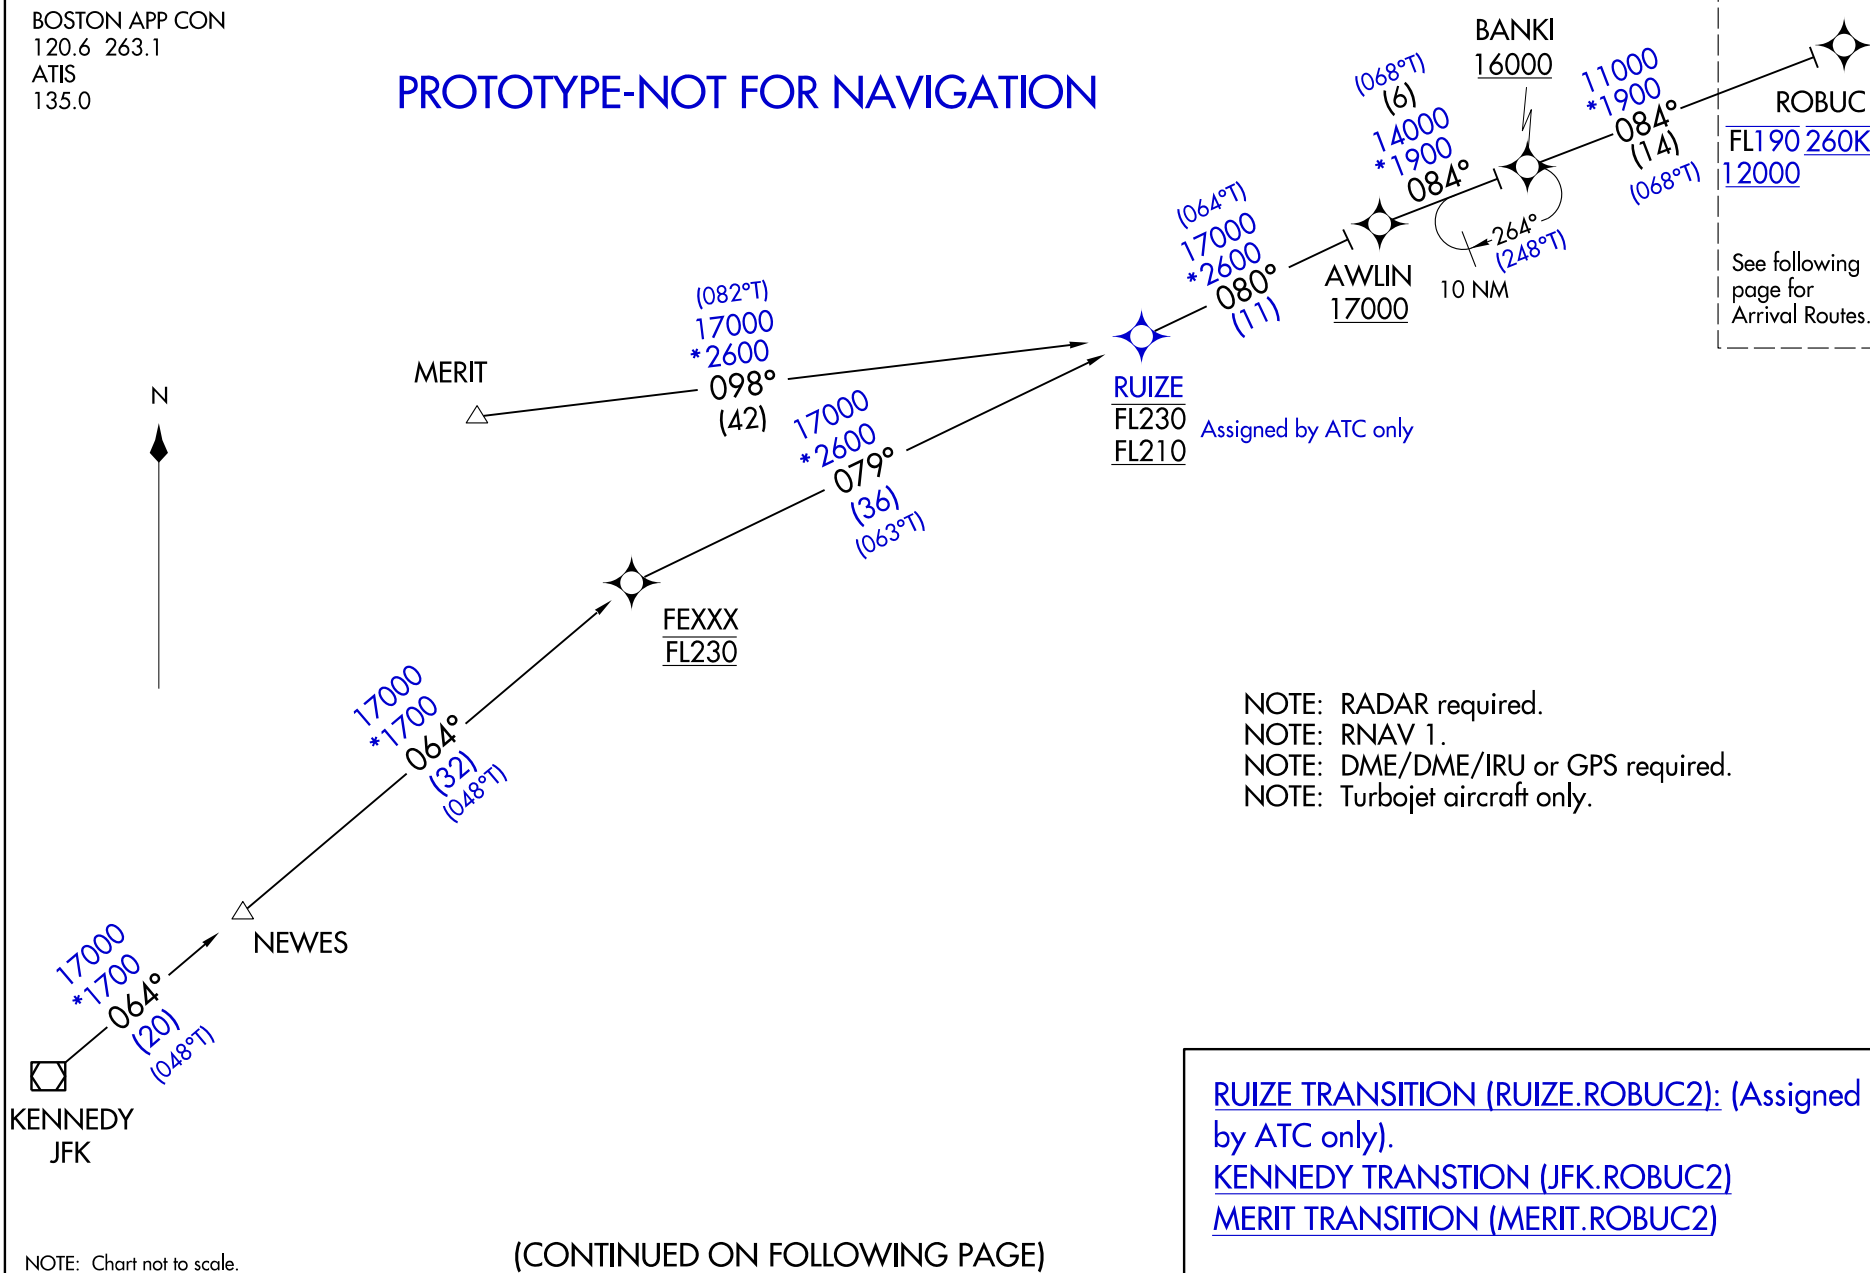 BOSTON APP CON
120.6 263.1
ATIS
135.0
PROTOTYPE-NOT FOR NAVIGATION
BANKI
16000
(068°T)
(6)
14000
*1900
084°
11000
*1900
084°
(14)
(068°T)
ROBUC
FL190 260K
12000
See following
page for
Arrival Routes.
264°
(248°T)
10 NM
AWLIN
17000
(064°T)
17000
*2600
080°
(11)
(082°T)
17000
*2600
098°
(42)
MERIT
RUIZE
FL230
FL210
Assigned by ATC only
17000
*2600
079°
(36)
(063°T)
N
FEXXX
FL230
17000
*1700
064°
(32)
(048°T)
NOTE: RADAR required.
NOTE: RNAV 1.
NOTE: DME/DME/IRU or GPS required.
NOTE: Turbojet aircraft only.
NEWES
17000
*1700
064°
(20)
(048°T)
KENNEDY
JFK
RUIZE TRANSITION (RUIZE.ROBUC2): (Assigned
by ATC only).
KENNEDY TRANSTION (JFK.ROBUC2)
MERIT TRANSITION (MERIT.ROBUC2)
NOTE: Chart not to scale.
(CONTINUED ON FOLLOWING PAGE)